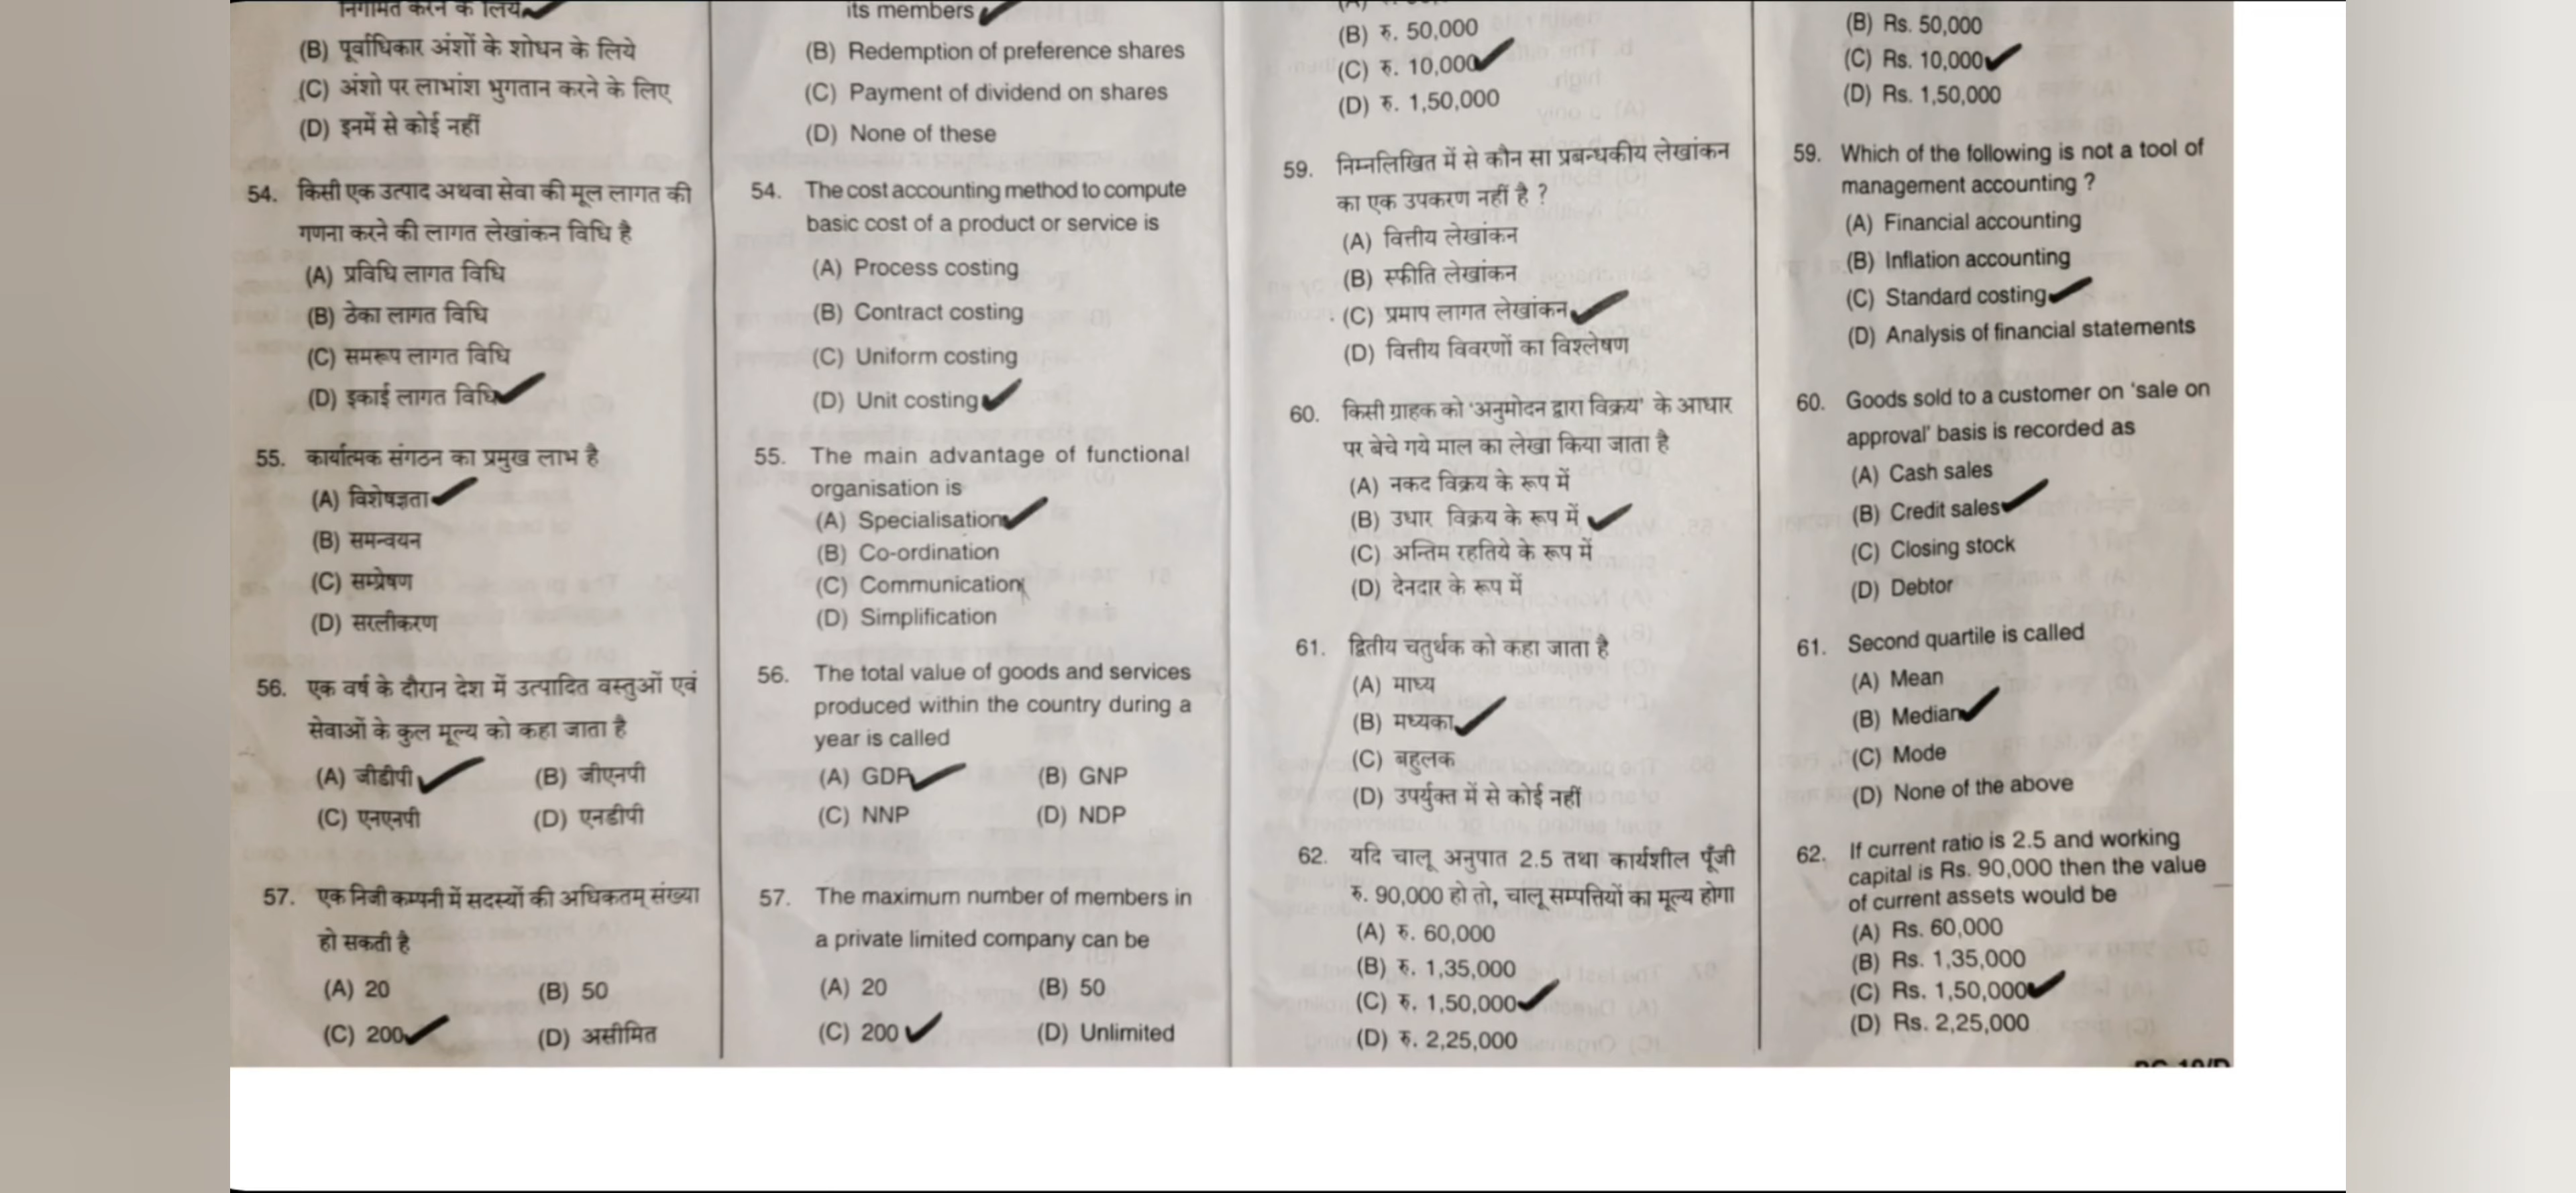 निर्गमित करने के लिये
(B) पूर्वाधिकार अंशों के शोधन के लिये
(C) अंशो पर लाभांश भुगतान करने के लिए
(D) इनमें से कोई नहीं
54. किसी एक उत्पाद अथवा सेवा की मूल लागत की
गणना करने की लागत लेखांकन विधि है
(A) प्रविधि लागत विधि
(B) ठेका लागत विधि
(C) समरूप लागत विधि
(D) इकाई लागत विधि
55. कार्यात्मक संगठन का प्रमुख लाभ है
(A) विशेषज्ञता
(B) समन्वयन
(C) सम्प्रेषण
(D) सरलीकरण
56. एक वर्ष के दौरान देश में उत्पादित वस्तुओं एवं
सेवाओं के कुल मूल्य को कहा जाता है
(A) जीडीपी (B) जीएनपी
(C) एनएनपी (D) एनडीपी
57. एक निजी कम्पनी में सदस्यों की अधिकतम् संख्या
हो सकती है
(A) 20 (B) 50
(C) 200 (D) असीमित
its members
(B) Redemption of preference shares
(C) Payment of dividend on shares
(D) None of these
54. The cost accounting method to compute
basic cost of a product or service is
(A) Process costing
(B) Contract costing
(C) Uniform costing
(D) Unit costing
55. The main advantage of functional
organisation is
(A) Specialisation
(B) Co-ordination
(C) Communication
(D) Simplification
56. The total value of goods and services
produced within the country during a
year is called
(A) GDP (B) GNP
(C) NNP (D) NDP
57. The maximum number of members in
a private limited company can be
(A) 20 (B) 50
(C) 200 (D) Unlimited
(B) रु. 50,000
(C) रु. 10,000
(D) रु. 1,50,000
59. निम्नलिखित में से कौन सा प्रबन्धकीय लेखांकन
का एक उपकरण नहीं है ?
(A) वित्तीय लेखांकन
(B) स्फीति लेखांकन
(C) प्रमाप लागत लेखांकन
(D) वित्तीय विवरणों का विश्लेषण
60. किसी ग्राहक को 'अनुमोदन द्वारा विक्रय' के आधार
पर बेचे गये माल का लेखा किया जाता है
(A) नकद विक्रय के रूप में
(B) उधार विक्रय के रूप में
(C) अन्तिम रहतिये के रूप में
(D) देनदार के रूप में
61. द्वितीय चतुर्थक को कहा जाता है
(A) माध्य
(B) मध्यका
(C) बहुलक
(D) उपर्युक्त में से कोई नहीं
62. यदि चालू अनुपात 2.5 तथा कार्यशील पूँजी
रु. 90,000 हो तो, चालू सम्पत्तियों का मूल्य होगा
(A) रु. 60,000
(B) रु. 1,35,000
(C) रु. 1,50,000
(D) रु. 2,25,000
(B) Rs. 50,000
(C) Rs. 10,000
(D) Rs. 1,50,000
59. Which of the following is not a tool of
management accounting ?
(A) Financial accounting
(B) Inflation accounting
(C) Standard costing
(D) Analysis of financial statements
60. Goods sold to a customer on 'sale on
approval' basis is recorded as
(A) Cash sales
(B) Credit sales
(C) Closing stock
(D) Debtor
61. Second quartile is called
(A) Mean
(B) Median
(C) Mode
(D) None of the above
62. If current ratio is 2.5 and working
capital is Rs. 90,000 then the value
of current assets would be
(A) Rs. 60,000
(B) Rs. 1,35,000
(C) Rs. 1,50,000
(D) Rs. 2,25,000